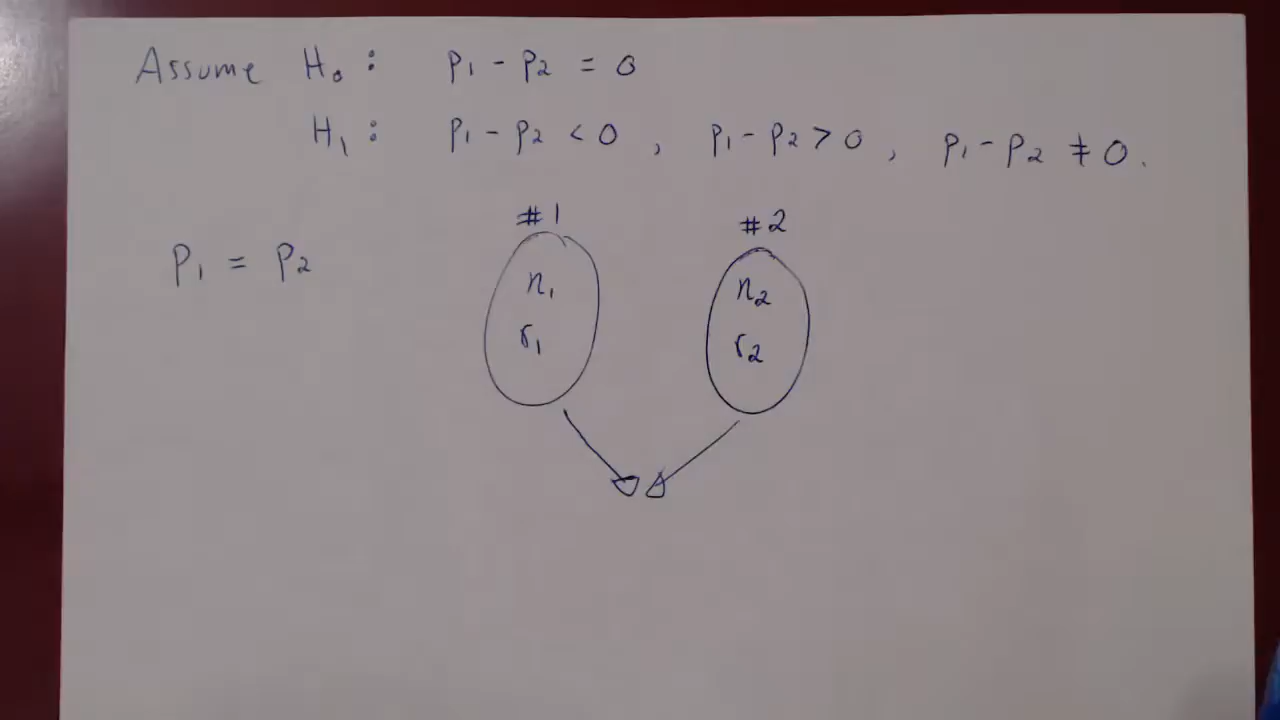 Assume H₀ : p₁ - p₂ = 0
H₁ : p₁ - p₂ < 0 , p₁ - p₂ > 0 , p₁ - p₂ ≠ 0.
#1 #2
p₁ = p₂
n₁ n₂
r₁ r₂